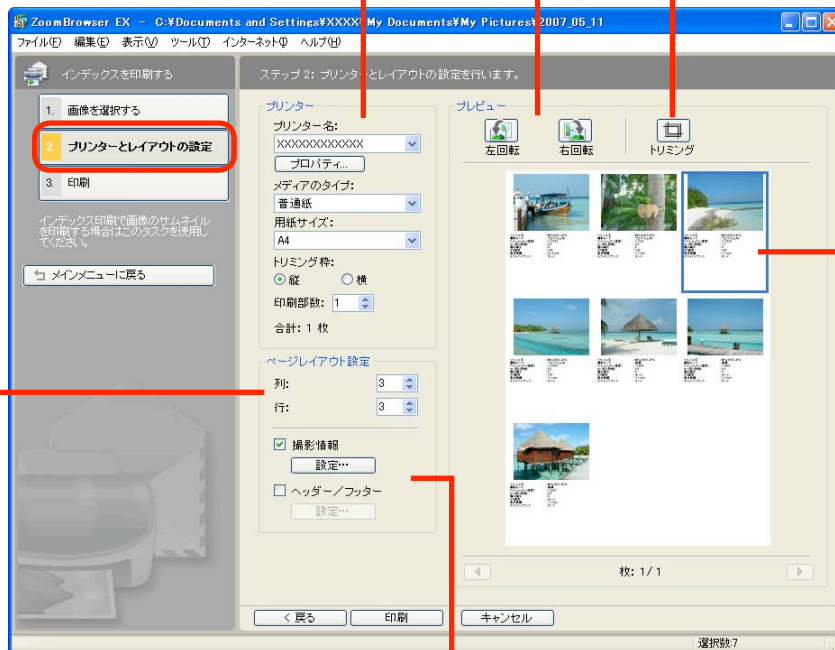 ZoomBrowser EX - C:¥Documents and Settings¥XXXX¥My Documents¥My Pictures¥2007_05_11
ファイル(F) 編集(E) 表示(V) ツール(T) インターネット(I) ヘルプ(H)
インデックスを印刷する
ステップ 2: プリンターとレイアウトの設定を行います。
1. 画像を選択する
2. プリンターとレイアウトの設定
3. 印刷
インデックス印刷で画像のサムネイル
を印刷する場合はこのタスクを使用し
てください。
メインメニューに戻る
プリンター
プリンター名:
XXXXXXXXXXXX
プロパティ...
メディアのタイプ:
普通紙
用紙サイズ:
A4
トリミング枠:
縦 横
印刷部数: 1
合計: 1 枚
ページレイアウト設定
列: 3
行: 3
撮影情報
設定...
ヘッダー/フッター
設定...
プレビュー
左回転 右回転 トリミング
枚: 1/1
< 戻る 印刷 キャンセル
選択数:7